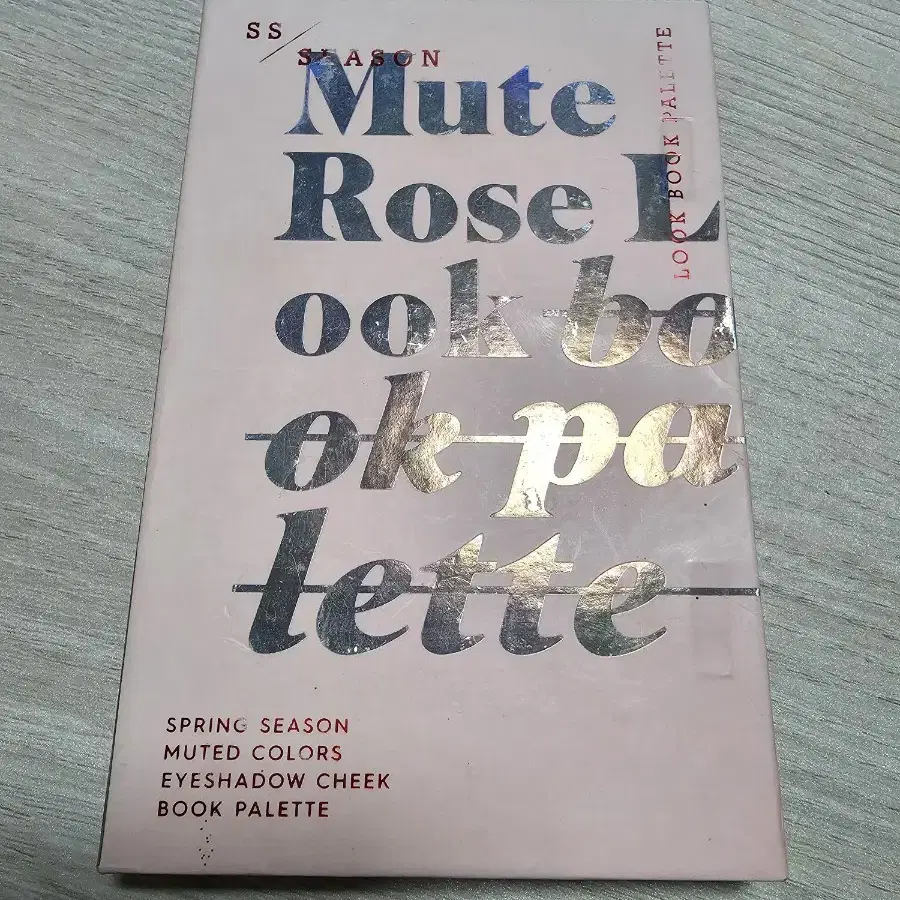 SS/
SEASON
Mute
Rose L
ook bo
ok pa
lette
LOOK BOOK PALETTE
SPRING SEASON
MUTED COLORS
EYESHADOW CHEEK
BOOK PALETTE